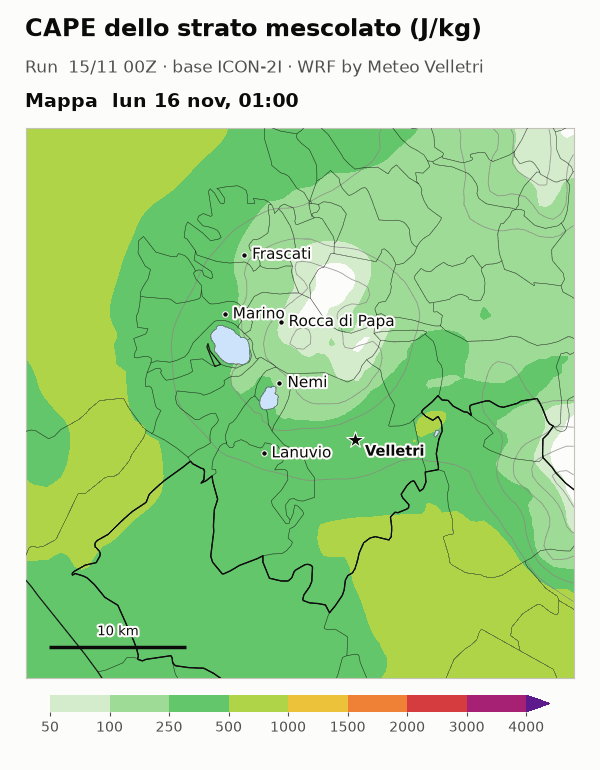 CAPE dello strato mescolato (J/kg)
Run  15/11 00Z · base ICON-2I · WRF by Meteo Velletri
Mappa  lun 16 nov, 01:00
Frascati
Marino
Rocca di Papa
Nemi
Velletri
Lanuvio
10 km
50 100 250 500 1000 1500 2000 3000 4000